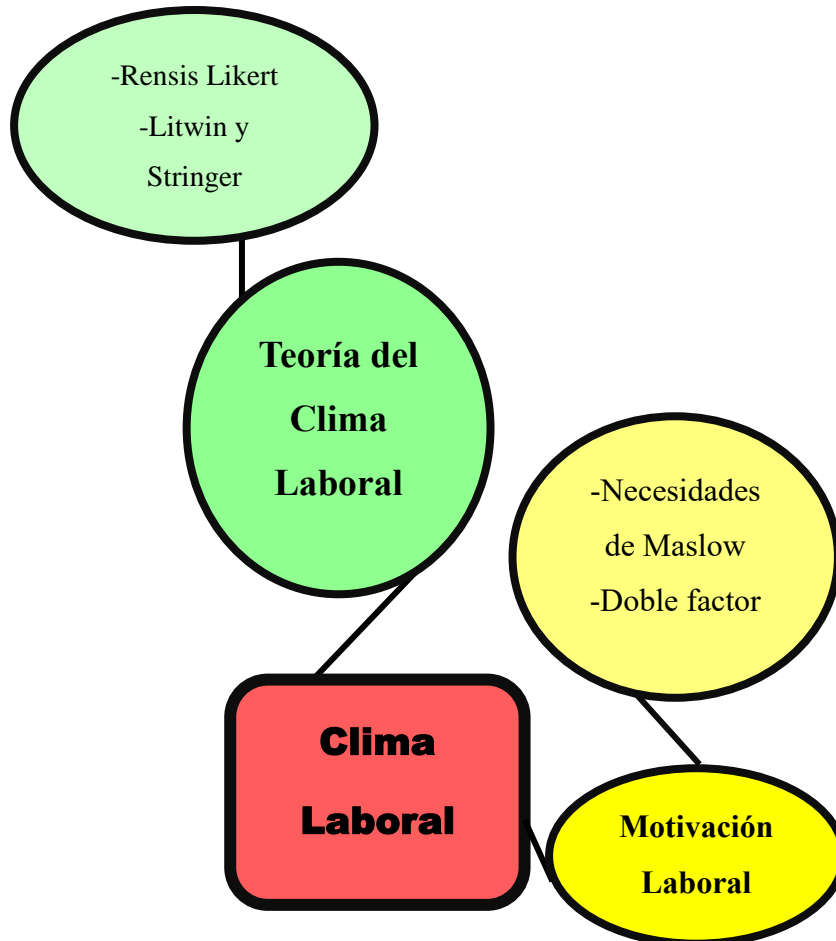 -Rensis Likert
-Litwin y
Stringer
Teoría del
Clima
Laboral
-Necesidades
de Maslow
-Doble factor
Clima
Laboral
Motivación
Laboral